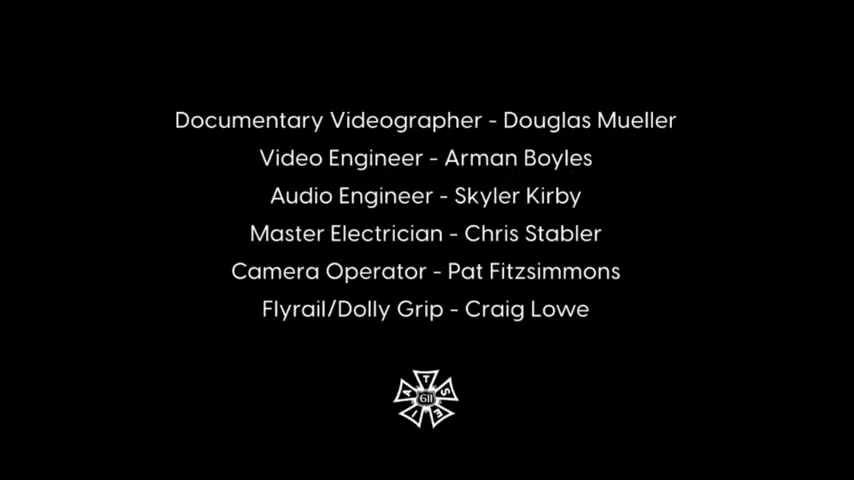 Documentary Videographer - Douglas Mueller
Video Engineer - Arman Boyles
Audio Engineer - Skyler Kirby
Master Electrician - Chris Stabler
Camera Operator - Pat Fitzsimmons
Flyrail/Dolly Grip - Craig Lowe
I A T S E
611